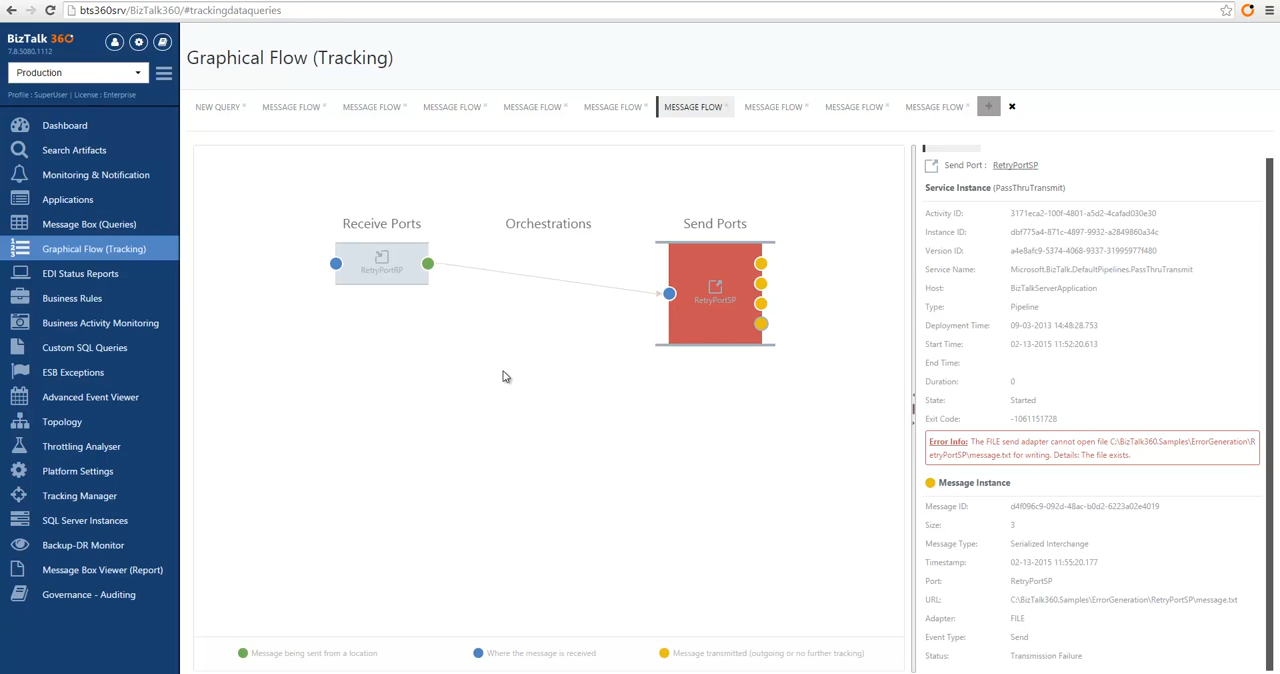 bts360srv/BizTalk360/#trackingdataqueries
BizTalk 360
7.8.5080.1112
Production
Profile : SuperUser | License : Enterprise
Dashboard
Search Artifacts
Monitoring & Notification
Applications
Message Box (Queries)
Graphical Flow (Tracking)
EDI Status Reports
Business Rules
Business Activity Monitoring
Custom SQL Queries
ESB Exceptions
Advanced Event Viewer
Topology
Throttling Analyser
Platform Settings
Tracking Manager
SQL Server Instances
Backup-DR Monitor
Message Box Viewer (Report)
Governance - Auditing
Graphical Flow (Tracking)
NEW QUERY × MESSAGE FLOW × MESSAGE FLOW × MESSAGE FLOW × MESSAGE FLOW × MESSAGE FLOW × MESSAGE FLOW × MESSAGE FLOW × MESSAGE FLOW × MESSAGE FLOW × + ×
Receive Ports Orchestrations Send Ports
RetryPortRP
RetryPortSP
Message being sent from a location Where the message is received Message transmitted (outgoing or no further tracking)
Send Port : RetryPortSP
Service Instance (PassThruTransmit)
Activity ID: 3171eca2-100f-4801-a5d2-4cafad030e30
Instance ID: dbf775a4-871c-4897-9932-a2849860a34c
Version ID: a4e8afc9-5374-4068-9337-31995977f480
Service Name: Microsoft.BizTalk.DefaultPipelines.PassThruTransmit
Host: BizTalkServerApplication
Type: Pipeline
Deployment Time: 09-03-2013 14:48:28.753
Start Time: 02-13-2015 11:52:20.613
End Time:
Duration: 0
State: Started
Exit Code: -1061151728
Error Info: The FILE send adapter cannot open file C:\BizTalk360.Samples\ErrorGeneration\R
etryPortSP\message.txt for writing. Details: The file exists.
Message Instance
Message ID: d4f096c9-092d-48ac-b0d2-6223a02e4019
Size: 3
Message Type: Serialized Interchange
Timestamp: 02-13-2015 11:55:20.177
Port: RetryPortSP
URL: C:\BizTalk360.Samples\ErrorGeneration\RetryPortSP\message.txt
Adapter: FILE
Event Type: Send
Status: Transmission Failure